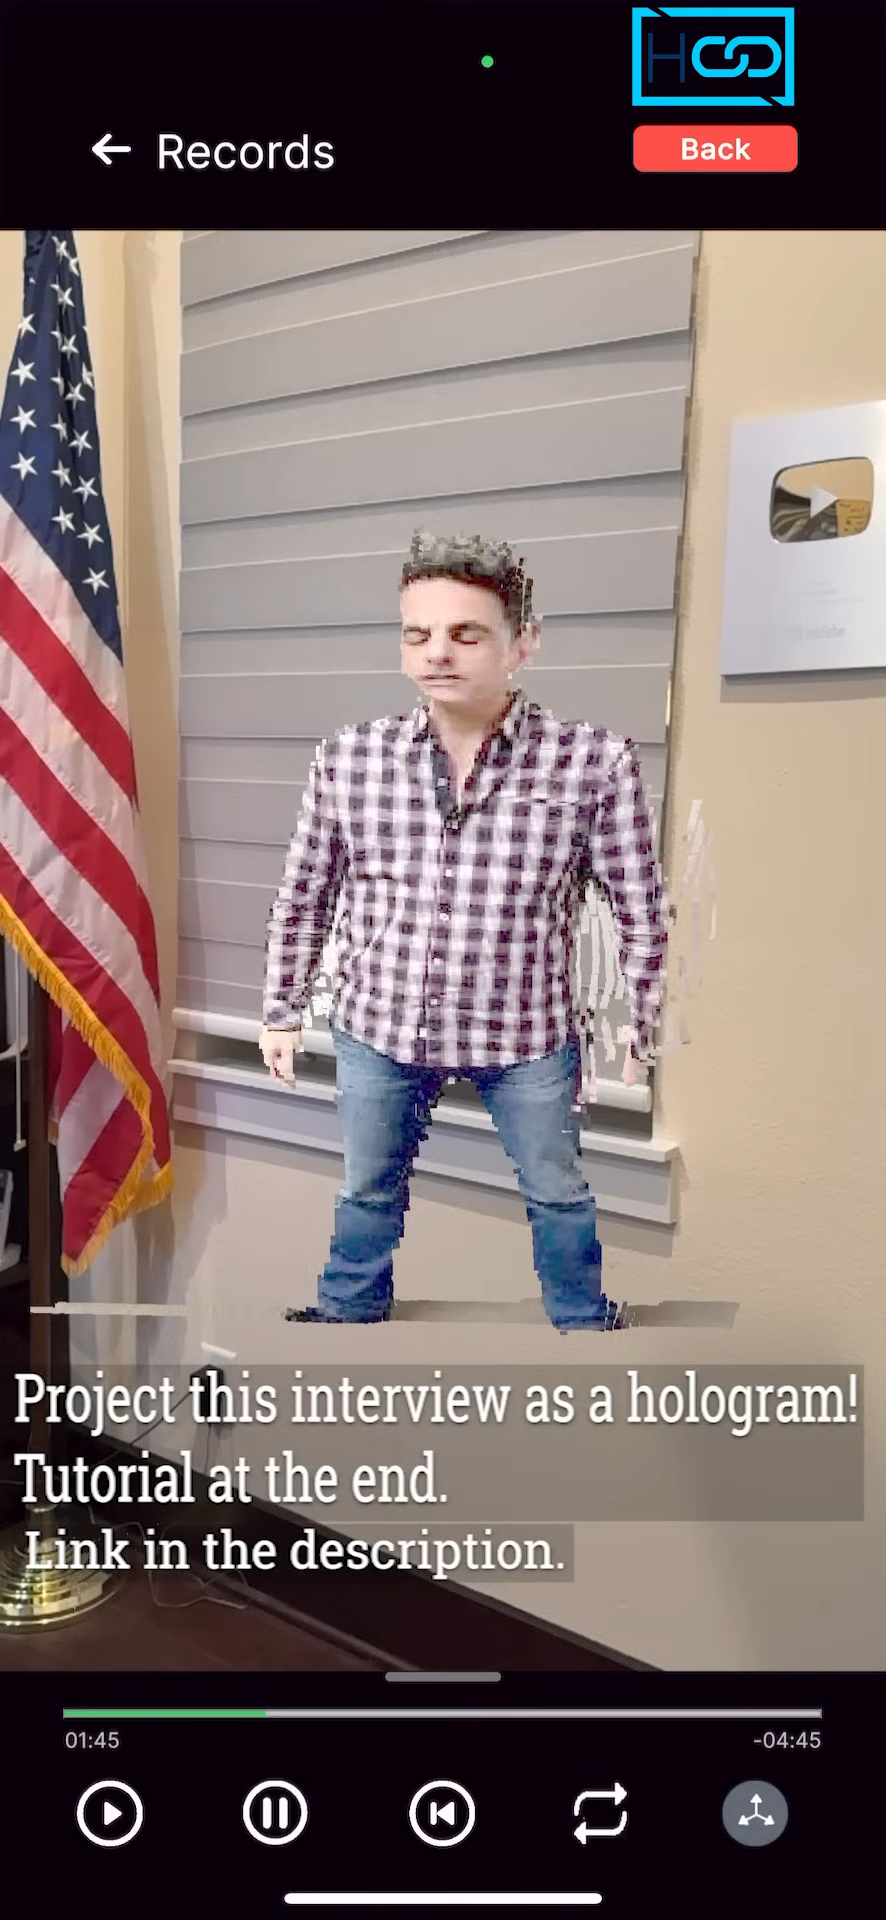 Records
Back
Project this interview as a hologram!
Tutorial at the end.
Link in the description.
01:45
-04:45